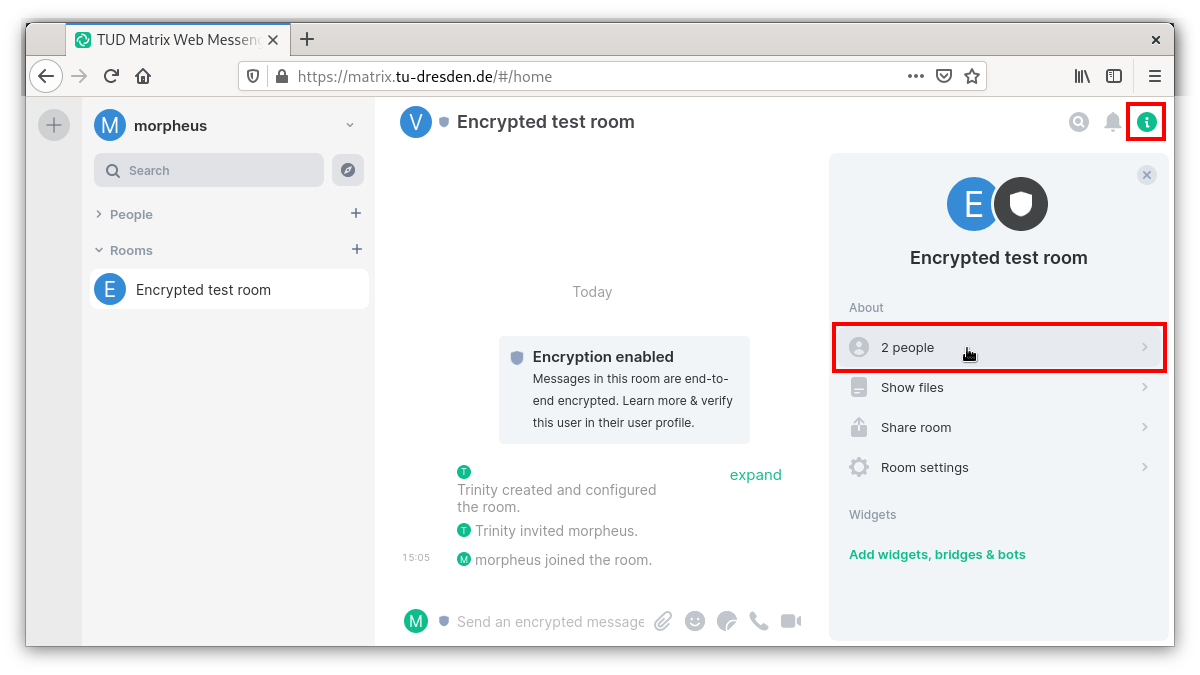 TUD Matrix Web Messeng
https://matrix.tu-dresden.de/#/home
M morpheus
Search
People
Rooms
E Encrypted test room
V Encrypted test room
Today
Encryption enabled
Messages in this room are end-to-
end encrypted. Learn more & verify
this user in their user profile.
T
expand
Trinity created and configured
the room.
T Trinity invited morpheus.
15:05 M morpheus joined the room.
M Send an encrypted message
E
Encrypted test room
About
2 people
Show files
Share room
Room settings
Widgets
Add widgets, bridges & bots